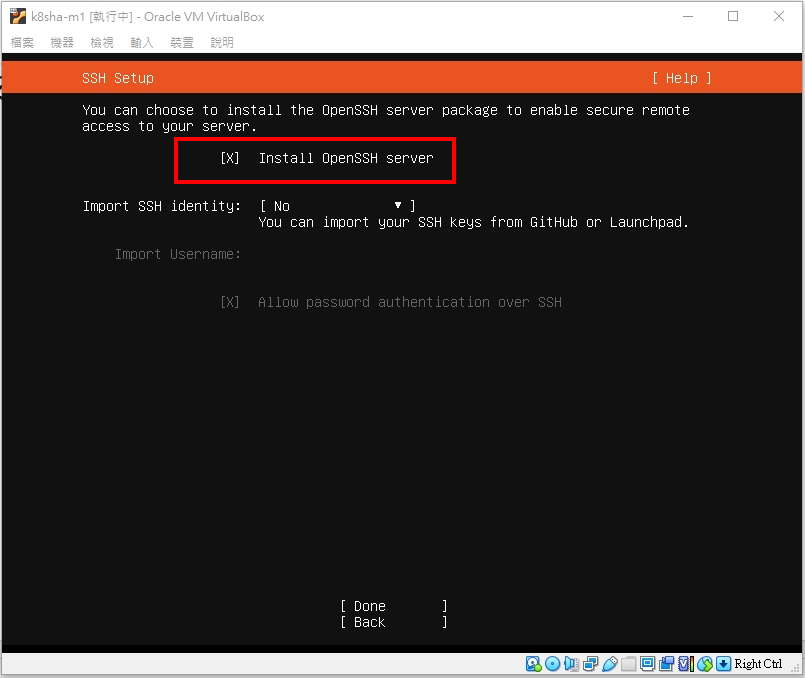 k8sha-m1 [執行中] - Oracle VM VirtualBox
檔案 機器 檢視 輸入 裝置 說明
SSH Setup [ Help ]
You can choose to install the OpenSSH server package to enable secure remote
access to your server.
[X] Install OpenSSH server
Import SSH identity: [ No ▼ ]
You can import your SSH keys from GitHub or Launchpad.
Import Username:
[X] Allow password authentication over SSH
[ Done ]
[ Back ]
Right Ctrl